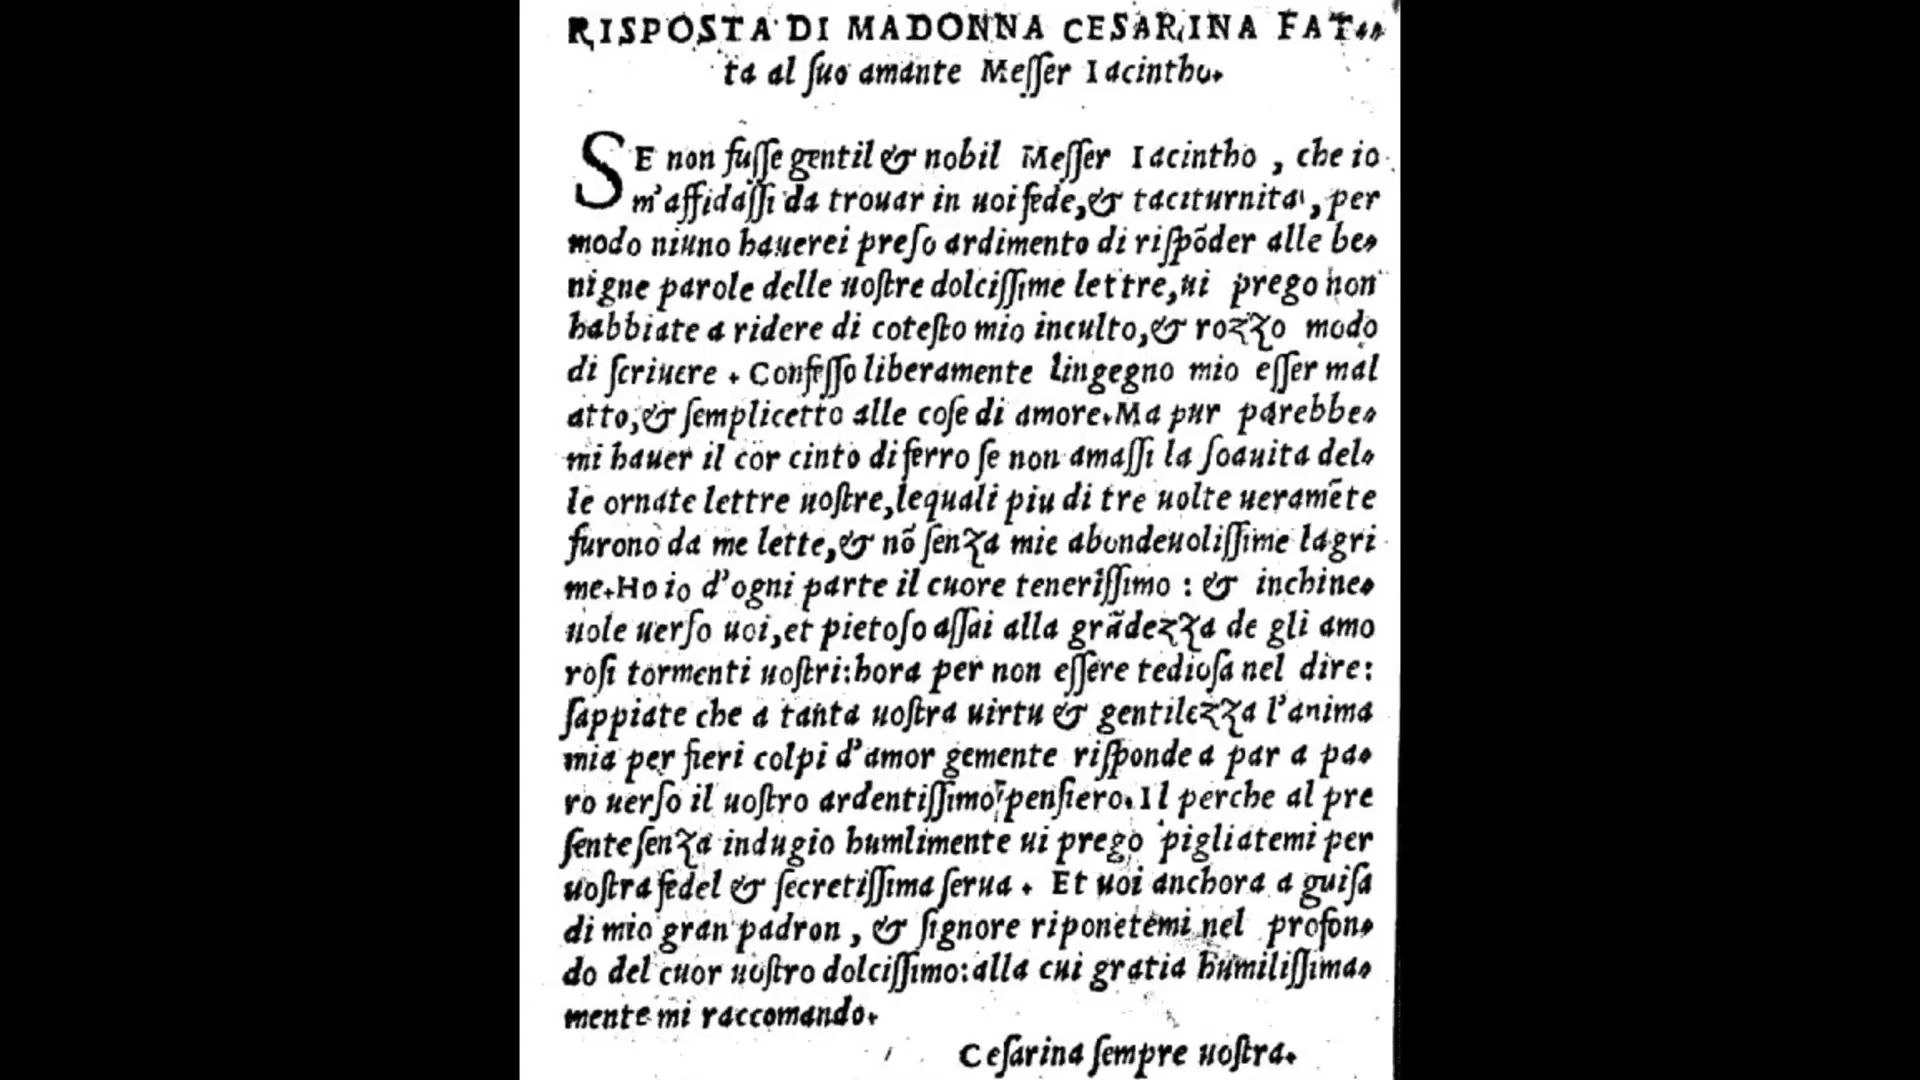 RISPOSTA DI MADONNA CESARINA FAT-
ta al ſuo amante Meſſer Iacintho.
SE non fuſſe gentil & nobil Meſſer Iacintho, che io
m'affidaſſi da trouar in uoi fede, & taciturnita, per
modo niuno hauerei preſo ardimento di riſpõder alle be-
nigne parole delle uoſtre dolciſſime lettre, ui prego non
habbiate a ridere di coteſto mio inculto, & rozzo modo
di ſcriuere. Confeſſo liberamente lingegno mio eſſer mal
atto, & ſemplicetto alle coſe di amore. Ma pur parebbe-
mi hauer il cor cinto di ferro ſe non amaſſi la ſoauita del-
le ornate lettre uoſtre, lequali piu di tre uolteueramẽte
furono da me lette, & nõ ſenza mie abondeuoliſſime lagri
me. Ho io d'ogni parte il cuore teneriſſimo: & inchine-
uole uerſo uoi, et pietoſo aſſai alla grãdezza de gli amo
roſi tormenti uoſtri: hora per non eſſere tedioſa nel dire:
ſappiate che a tanta uoſtra uirtu & gentilezza l'anima
mia per fieri colpi d'amor gemente riſponde a par a pa-
ro uerſo il uoſtro ardentiſſimo penſiero. Il perche al pre
ſente ſenza indugio humlimente ui prego pigliatemi per
uoſtra fedel & ſecretiſſima ſerua. Et uoi anchora a guiſa
di mio gran padron, & ſignore riponetemi nel profon-
do del cuor uoſtro dolciſſimo: alla cui gratia humiliſſima-
mente mi raccomando.
Ceſarina ſempre uoſtra.